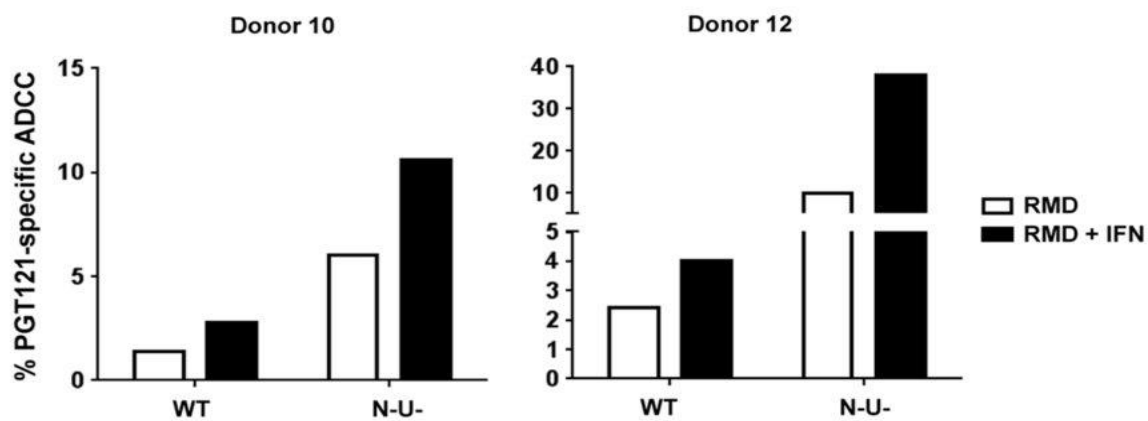 Donor 10
Donor 12
% PGT121-specific ADCC
15
10
5
0
WT
N-U-
40
30
20
10
5
4
3
2
1
0
WT
N-U-
RMD
RMD + IFN